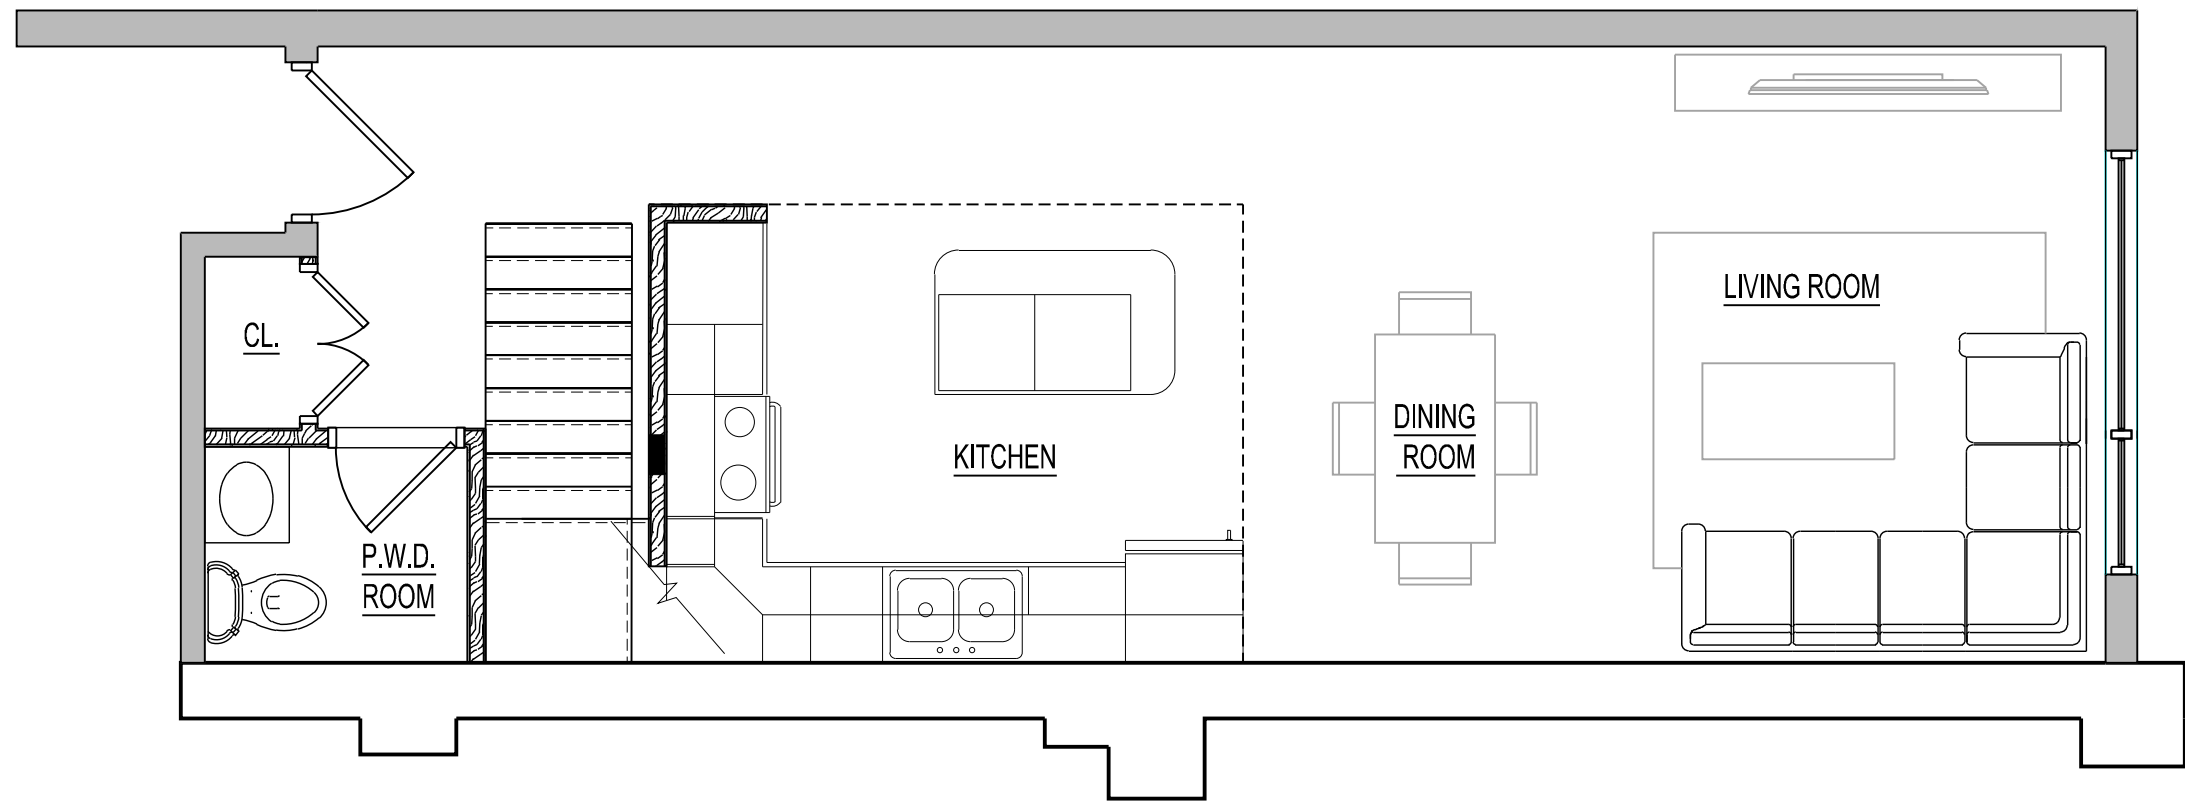 LIVING ROOM
CL.
DINING
ROOM
KITCHEN
P.W.D.
ROOM